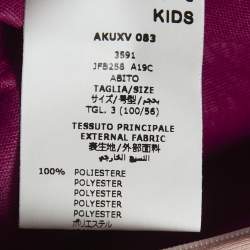 KIDS
AKUXV 083
3591
JFB258 A19C
ABITO
TAGLIA/SIZE
サイズ/号型/بحجم
TGL. 3 (100/56)
TESSUTO PRINCIPALE
EXTERNAL FABRIC
表生地/外部面料
النسيج الخارجي
100% POLIESTERE
POLYESTER
POLYESTER
POLYESTER
POLYESTER
ポリエステル